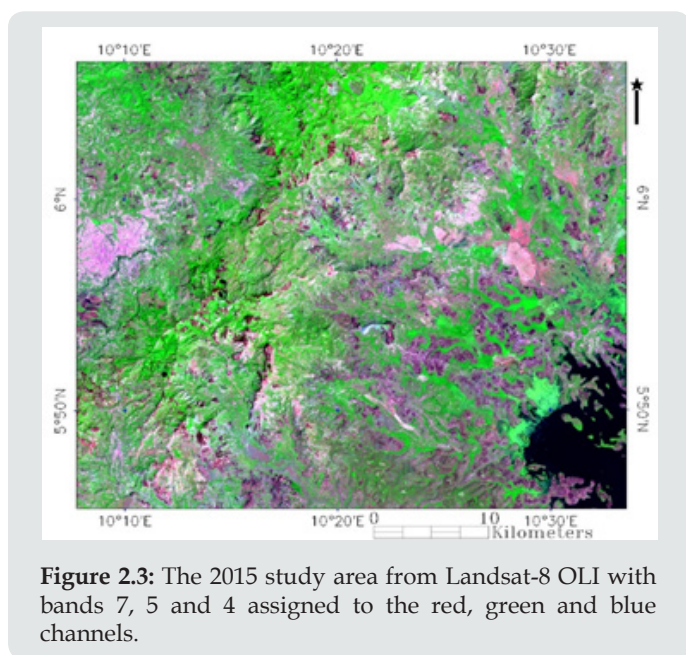 10°10'E 10°20'E 10°30'E
6°N 6°N
5°50'N 5°50'N
10°10'E 10°20'E 10°30'E
0 10
Kilometers
Figure 2.3: The 2015 study area from Landsat-8 OLI with
bands 7, 5 and 4 assigned to the red, green and blue
channels.